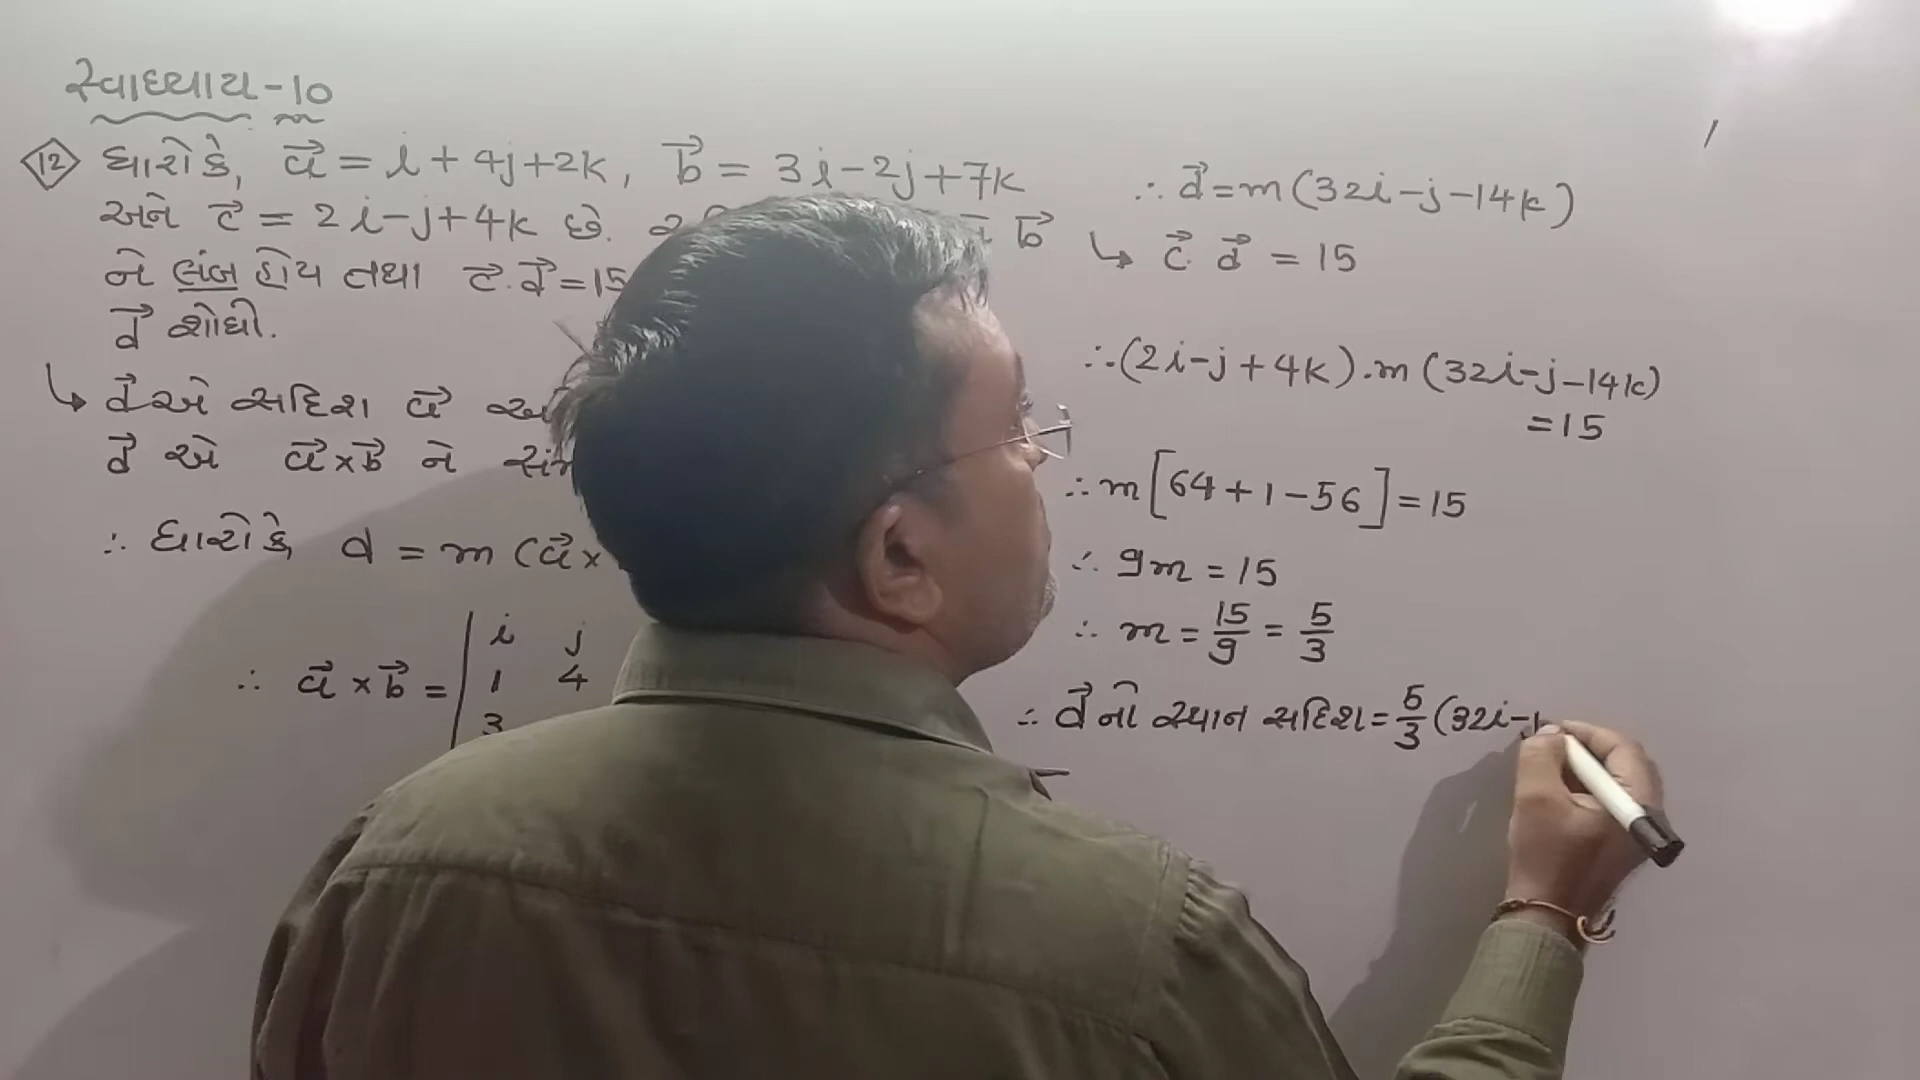 સ્વાધ્યાય-10
12 ધારોકે, a⃗ = i + 4j + 2k, b⃗ = 3i - 2j + 7k
અને c⃗ = 2i - j + 4k છે. b⃗
ને લંબ હોય તથા c⃗ . d⃗ = 15
d⃗ શોધો.
↳ d⃗ એ સદિશ a⃗
d⃗ એ a⃗ × b⃗ ને
∴ ધારોકે, d = m (a⃗ ×
∴ a⃗ × b⃗ = | i j
1 4
3
∴ d⃗ = m (32i - j - 14k)
↳ c⃗ . d⃗ = 15
∴ (2i - j + 4k) . m (32i - j - 14k)
= 15
∴ m [64 + 1 - 56] = 15
∴ 9m = 15
∴ m = 15/9 = 5/3
∴ d⃗ નો સ્થાન સદિશ = 5/3 (32i - j